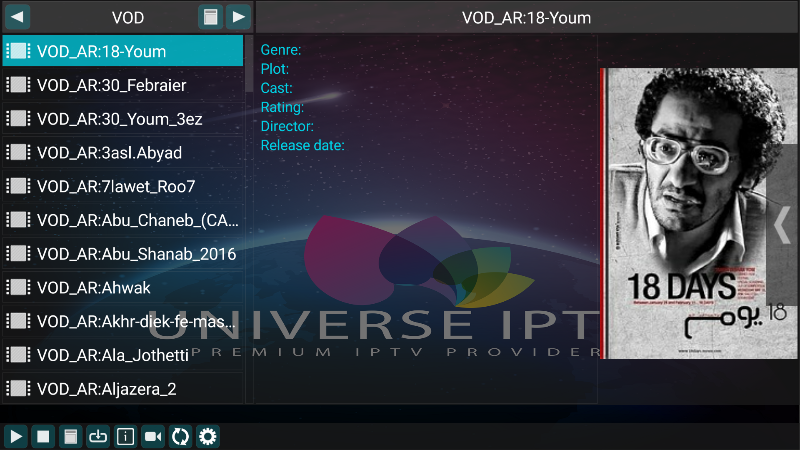 VOD
VOD_AR:18-Youm
VOD_AR:18-Youm
VOD_AR:30_Febraier
VOD_AR:30_Youm_3ez
VOD_AR:3asl.Abyad
VOD_AR:7lawet_Roo7
VOD_AR:Abu_Chaneb_(CA...
VOD_AR:Abu_Shanab_2016
VOD_AR:Ahwak
VOD_AR:Akhr-diek-fe-mas...
VOD_AR:Ala_Jothetti
VOD_AR:Aljazera_2
Genre:
Plot:
Cast:
Rating:
Director:
Release date:
UNIVERSE IPT
PREMIUM IPTV PROVIDER
18 DAYS
18 يوم